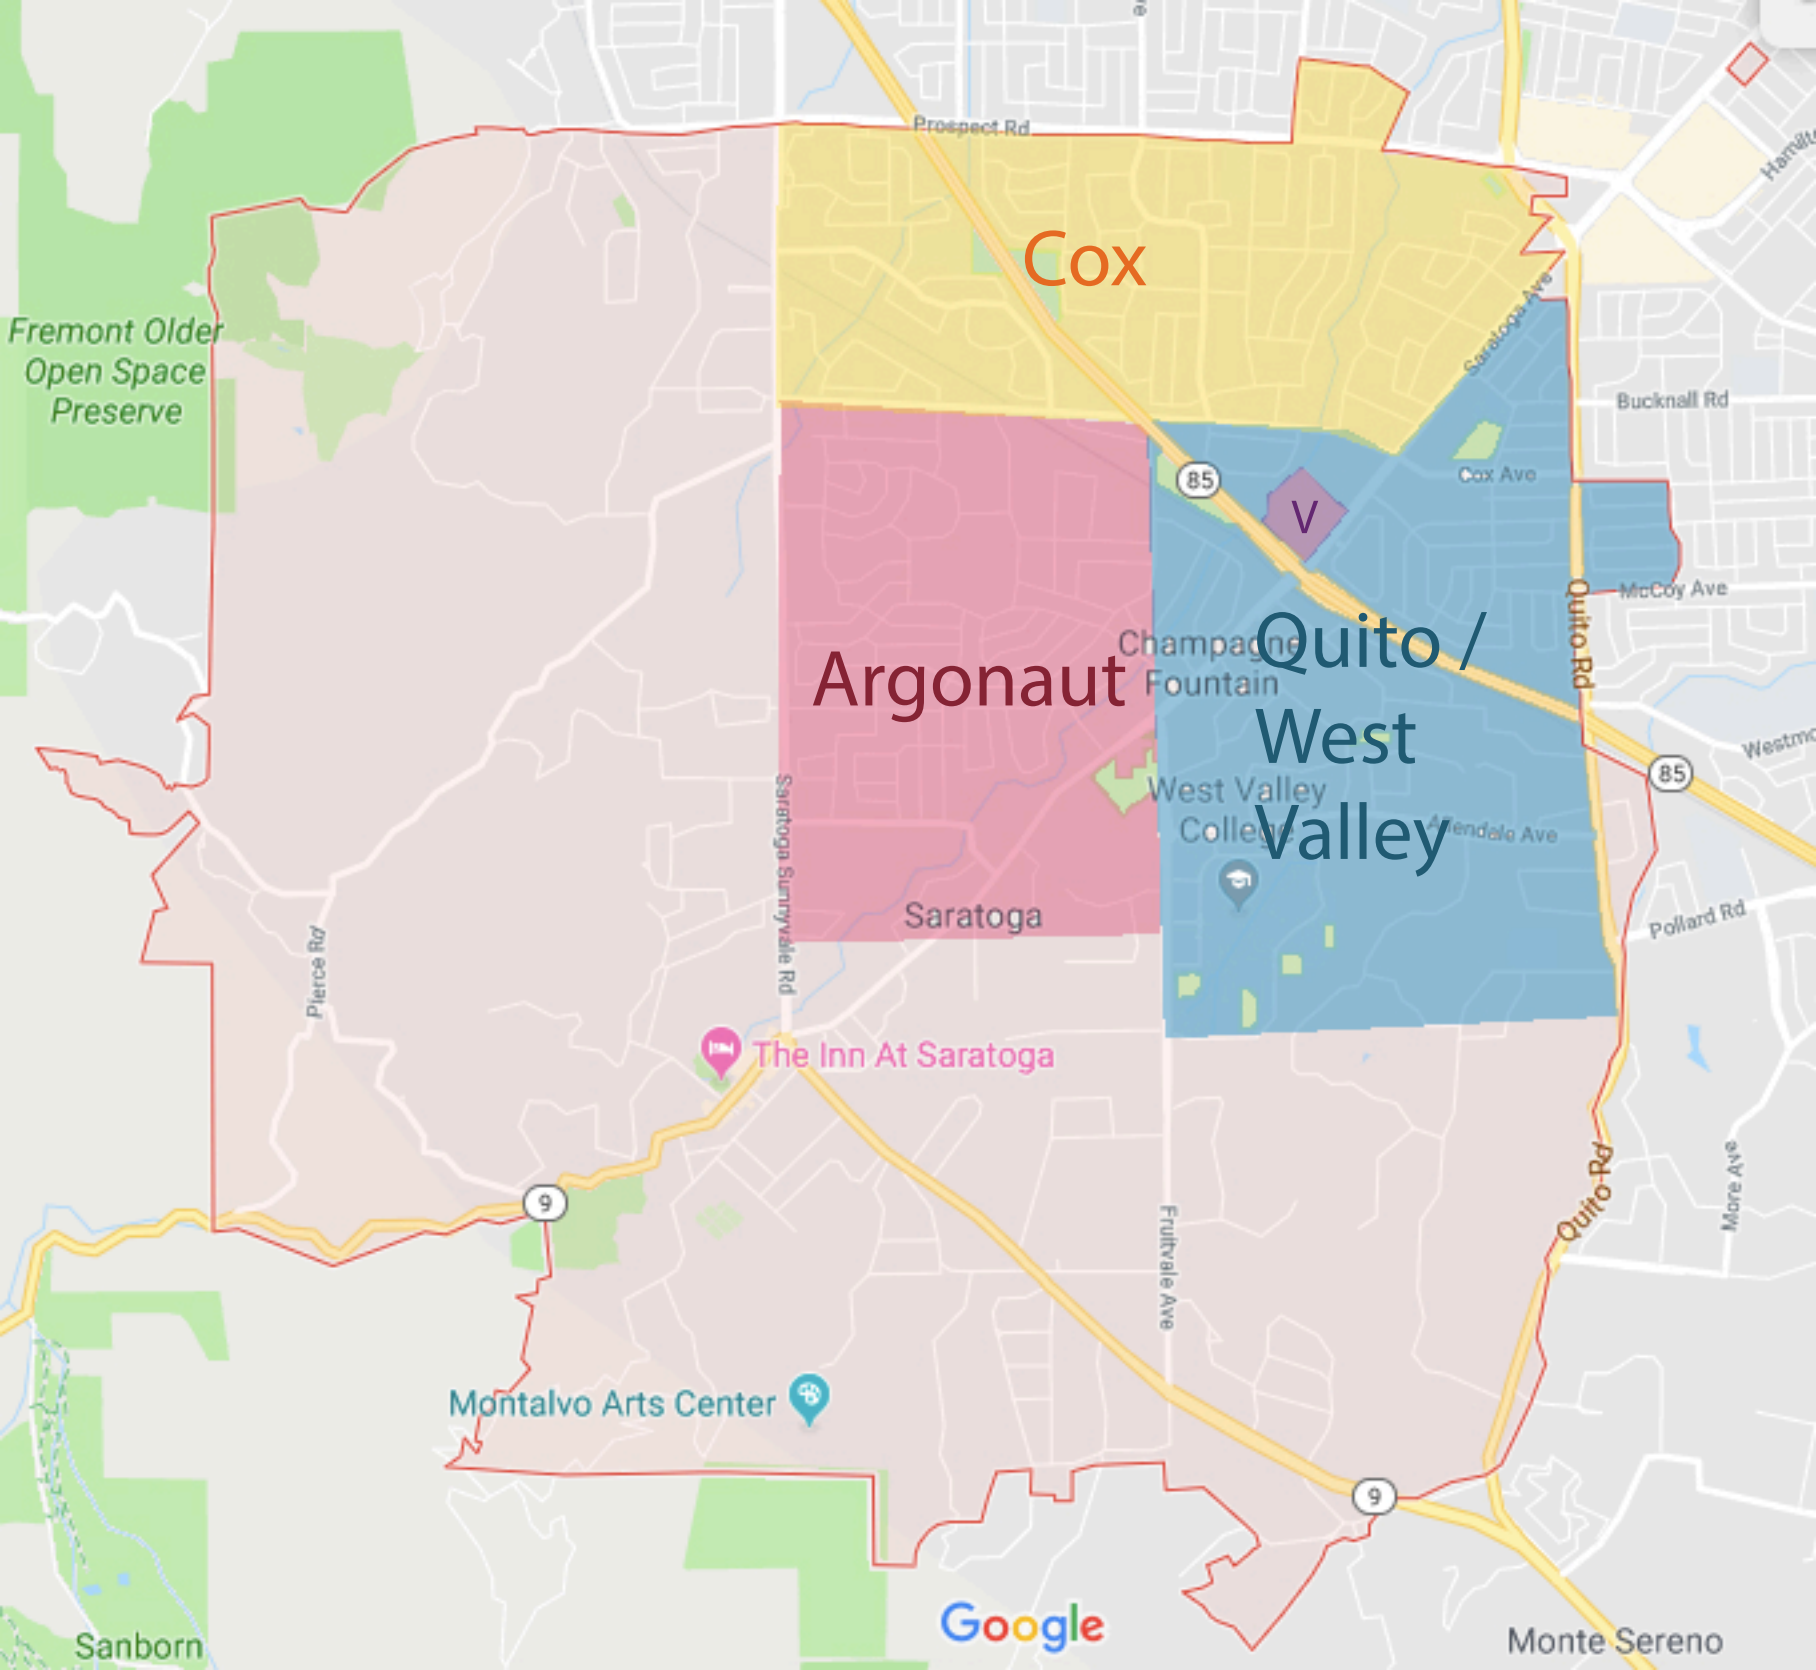 Prospect Rd
Hamilt
Cox
Saratoga Ave
Fremont Older
Open Space
Preserve
Bucknall Rd
85
Cox Ave
V
McCoy Ave
Quito Rd
Champagne
Fountain
Quito /
West
Valley
Argonaut
Westmo
85
West Valley
College
Allendale Ave
Saratoga Sunnyvale Rd
Saratoga
Pollard Rd
Pierce Rd
The Inn At Saratoga
9
Quito Rd
More Ave
Fruitvale Ave
Montalvo Arts Center
9
Google
Sanborn
Monte Sereno